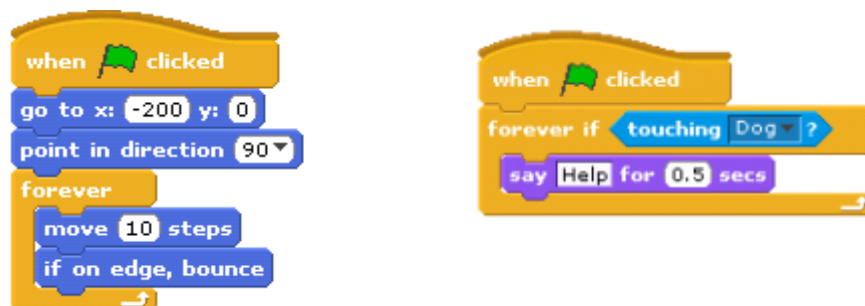 when clicked
go to x: -200 y: 0
point in direction 90
forever
move 10 steps
if on edge, bounce
when clicked
forever if touching Dog ?
say Help for 0.5 secs